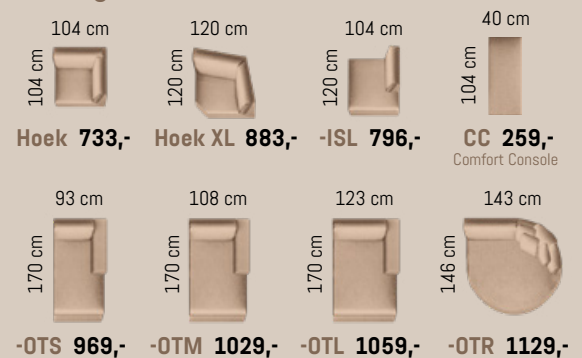 104 cm 120 cm 104 cm 40 cm
104 cm 120 cm 120 cm 104 cm
Hoek 733,- Hoek XL 883,- -ISL 796,- CC 259,-
Comfort Console
93 cm 108 cm 123 cm 143 cm
170 cm 170 cm 170 cm 146 cm
-OTS 969,- -OTM 1029,- -OTL 1059,- -OTR 1129,-